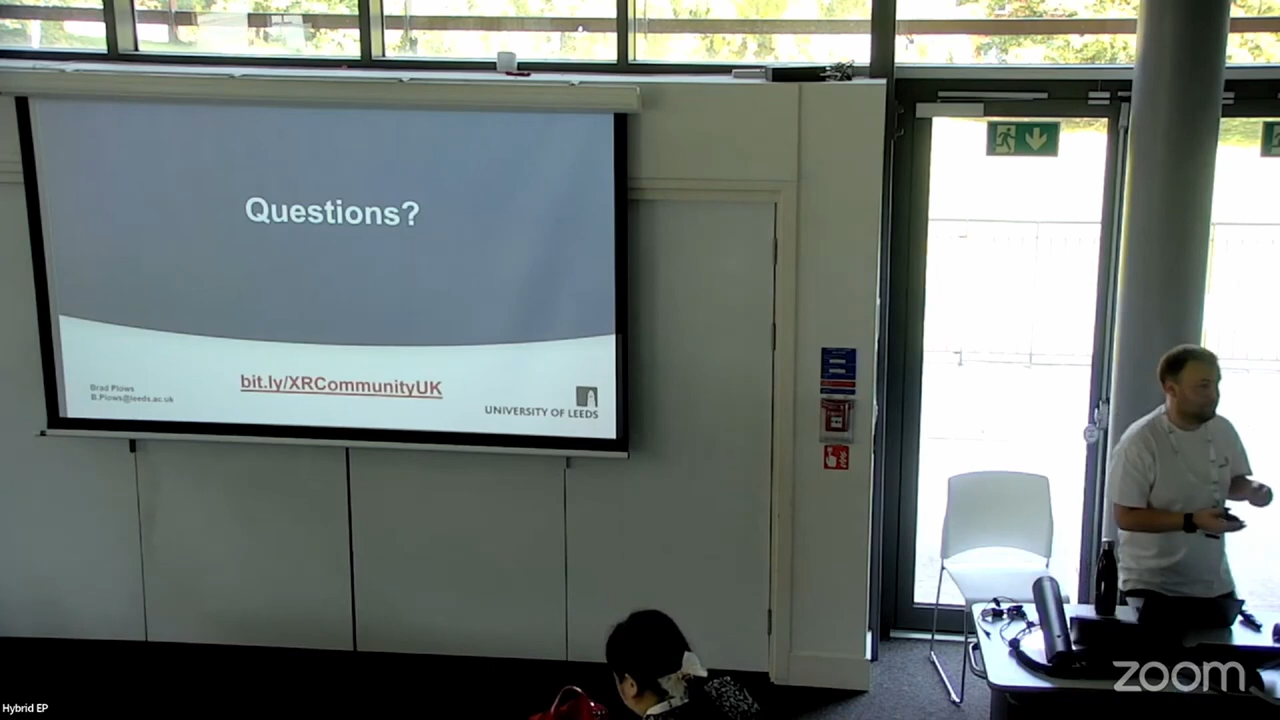 Questions?
bit.ly/XRCommunityUK
Brad Plows
B.Plows@leeds.ac.uk
UNIVERSITY OF LEEDS
zoom
Hybrid EP